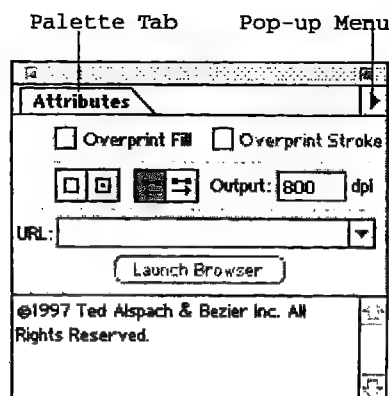 Palette Tab Pop-up Menu
Attributes
Overprint Fill Overprint Stroke
Output: 800 dpi
URL:
Launch Browser
©1997 Ted Alspach & Bezier Inc. All
Rights Reserved.